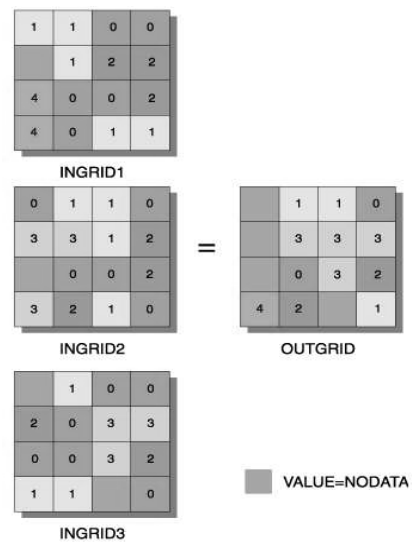 1 1 0 0
1 2 2
4 0 0 2
4 0 1 1
INGRID1
0 1 1 0
3 3 1 2
0 0 2
3 2 1 0
INGRID2
=
1 1 0
3 3 3
0 3 2
4 2 1
OUTGRID
1 0 0
2 0 3 3
0 0 3 2
1 1 0
INGRID3
VALUE=NODATA